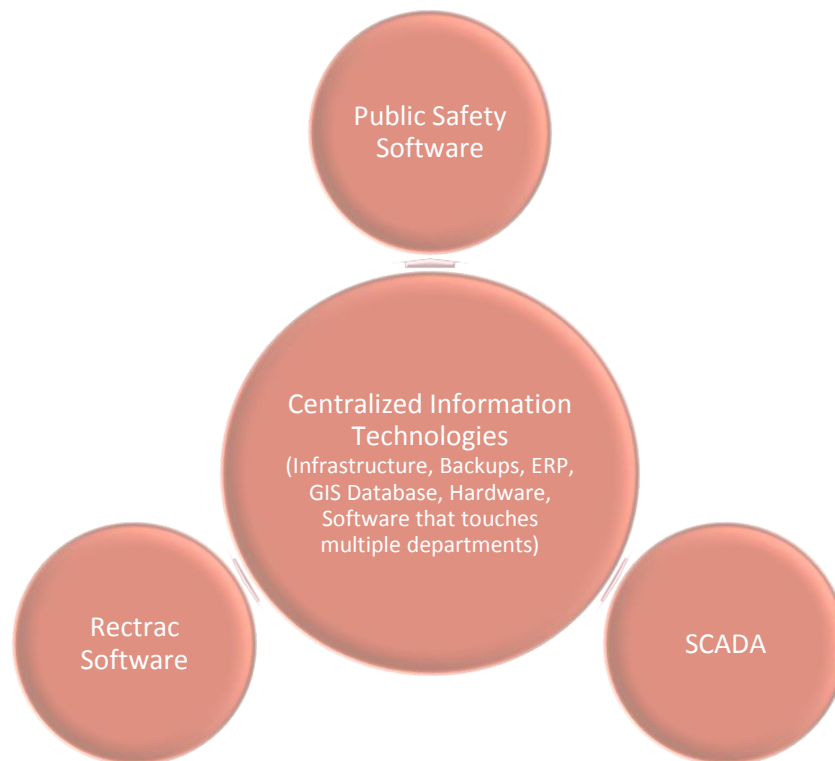 Public Safety
Software
Centralized Information
Technologies
(Infrastructure, Backups, ERP,
GIS Database, Hardware,
Software that touches
multiple departments)
Rectrac
Software
SCADA